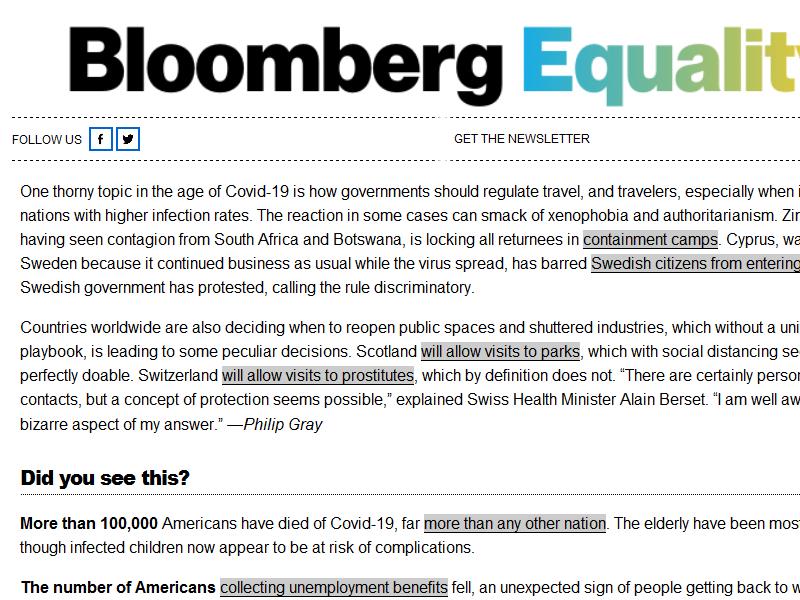 Bloomberg Equality
FOLLOW US
GET THE NEWSLETTER
One thorny topic in the age of Covid-19 is how governments should regulate travel, and travelers, especially when
nations with higher infection rates. The reaction in some cases can smack of xenophobia and authoritarianism.
having seen contagion from South Africa and Botswana, is locking all returnees in containment camps. Cyprus,
Sweden because it continued business as usual while the virus spread, has barred Swedish citizens from entering
Swedish government has protested, calling the rule discriminatory.
Countries worldwide are also deciding when to reopen public spaces and shuttered industries, which without a
playbook, is leading to some peculiar decisions. Scotland will allow visits to parks, which with social distancing
perfectly doable. Switzerland will allow visits to prostitutes, which by definition does not. “There are certainly
contacts, but a concept of protection seems possible,” explained Swiss Health Minister Alain Berset. “I am well
bizarre aspect of my answer.” —Philip Gray
Did you see this?
More than 100,000 Americans have died of Covid-19, far more than any other nation. The elderly have been
though infected children now appear to be at risk of complications.
The number of Americans collecting unemployment benefits fell, an unexpected sign of people getting back to